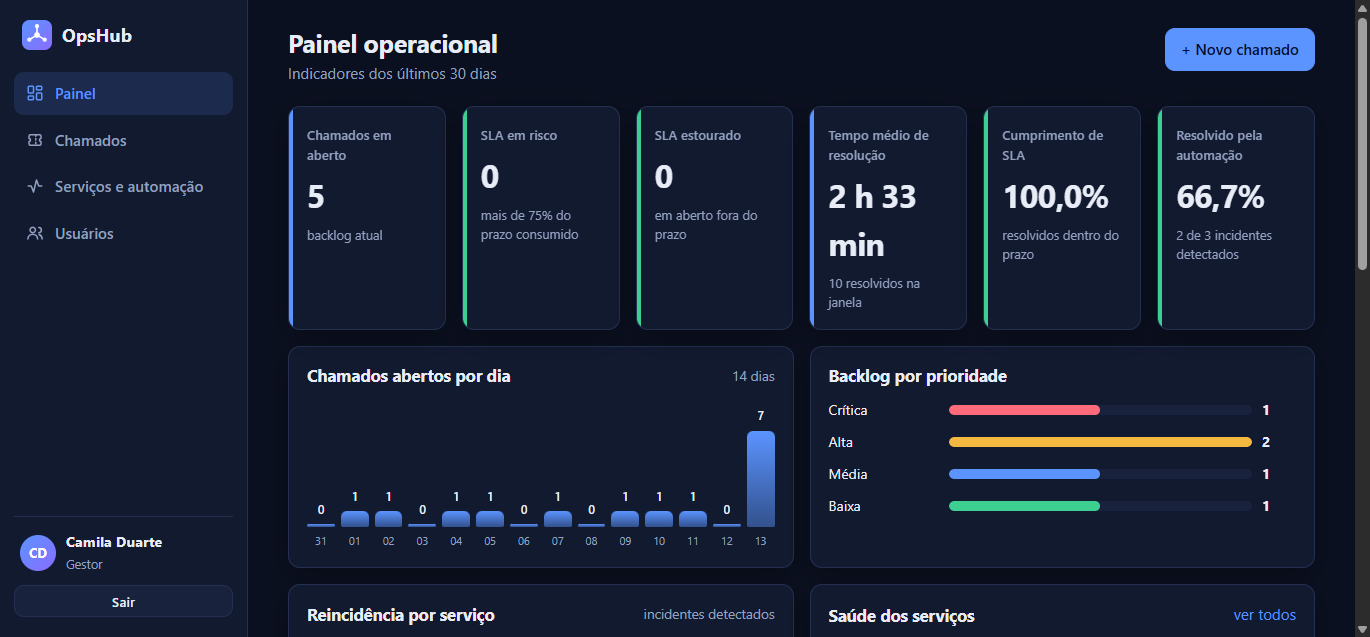 OpsHub
Painel
Chamados
Serviços e automação
Usuários
CD
Camila Duarte
Gestor
Sair
Painel operacional
Indicadores dos últimos 30 dias
+ Novo chamado
Chamados em
aberto
5
backlog atual
SLA em risco
0
mais de 75% do
prazo consumido
SLA estourado
0
em aberto fora do
prazo
Tempo médio de
resolução
2 h 33
min
10 resolvidos na
janela
Cumprimento de
SLA
100,0%
resolvidos dentro do
prazo
Resolvido pela
automação
66,7%
2 de 3 incidentes
detectados
Chamados abertos por dia
14 dias
0 1 1 0 1 1 0 1 0 1 1 1 0 7
31 01 02 03 04 05 06 07 08 09 10 11 12 13
Backlog por prioridade
Crítica 1
Alta 2
Média 1
Baixa 1
Reincidência por serviço
incidentes detectados
Saúde dos serviços
ver todos